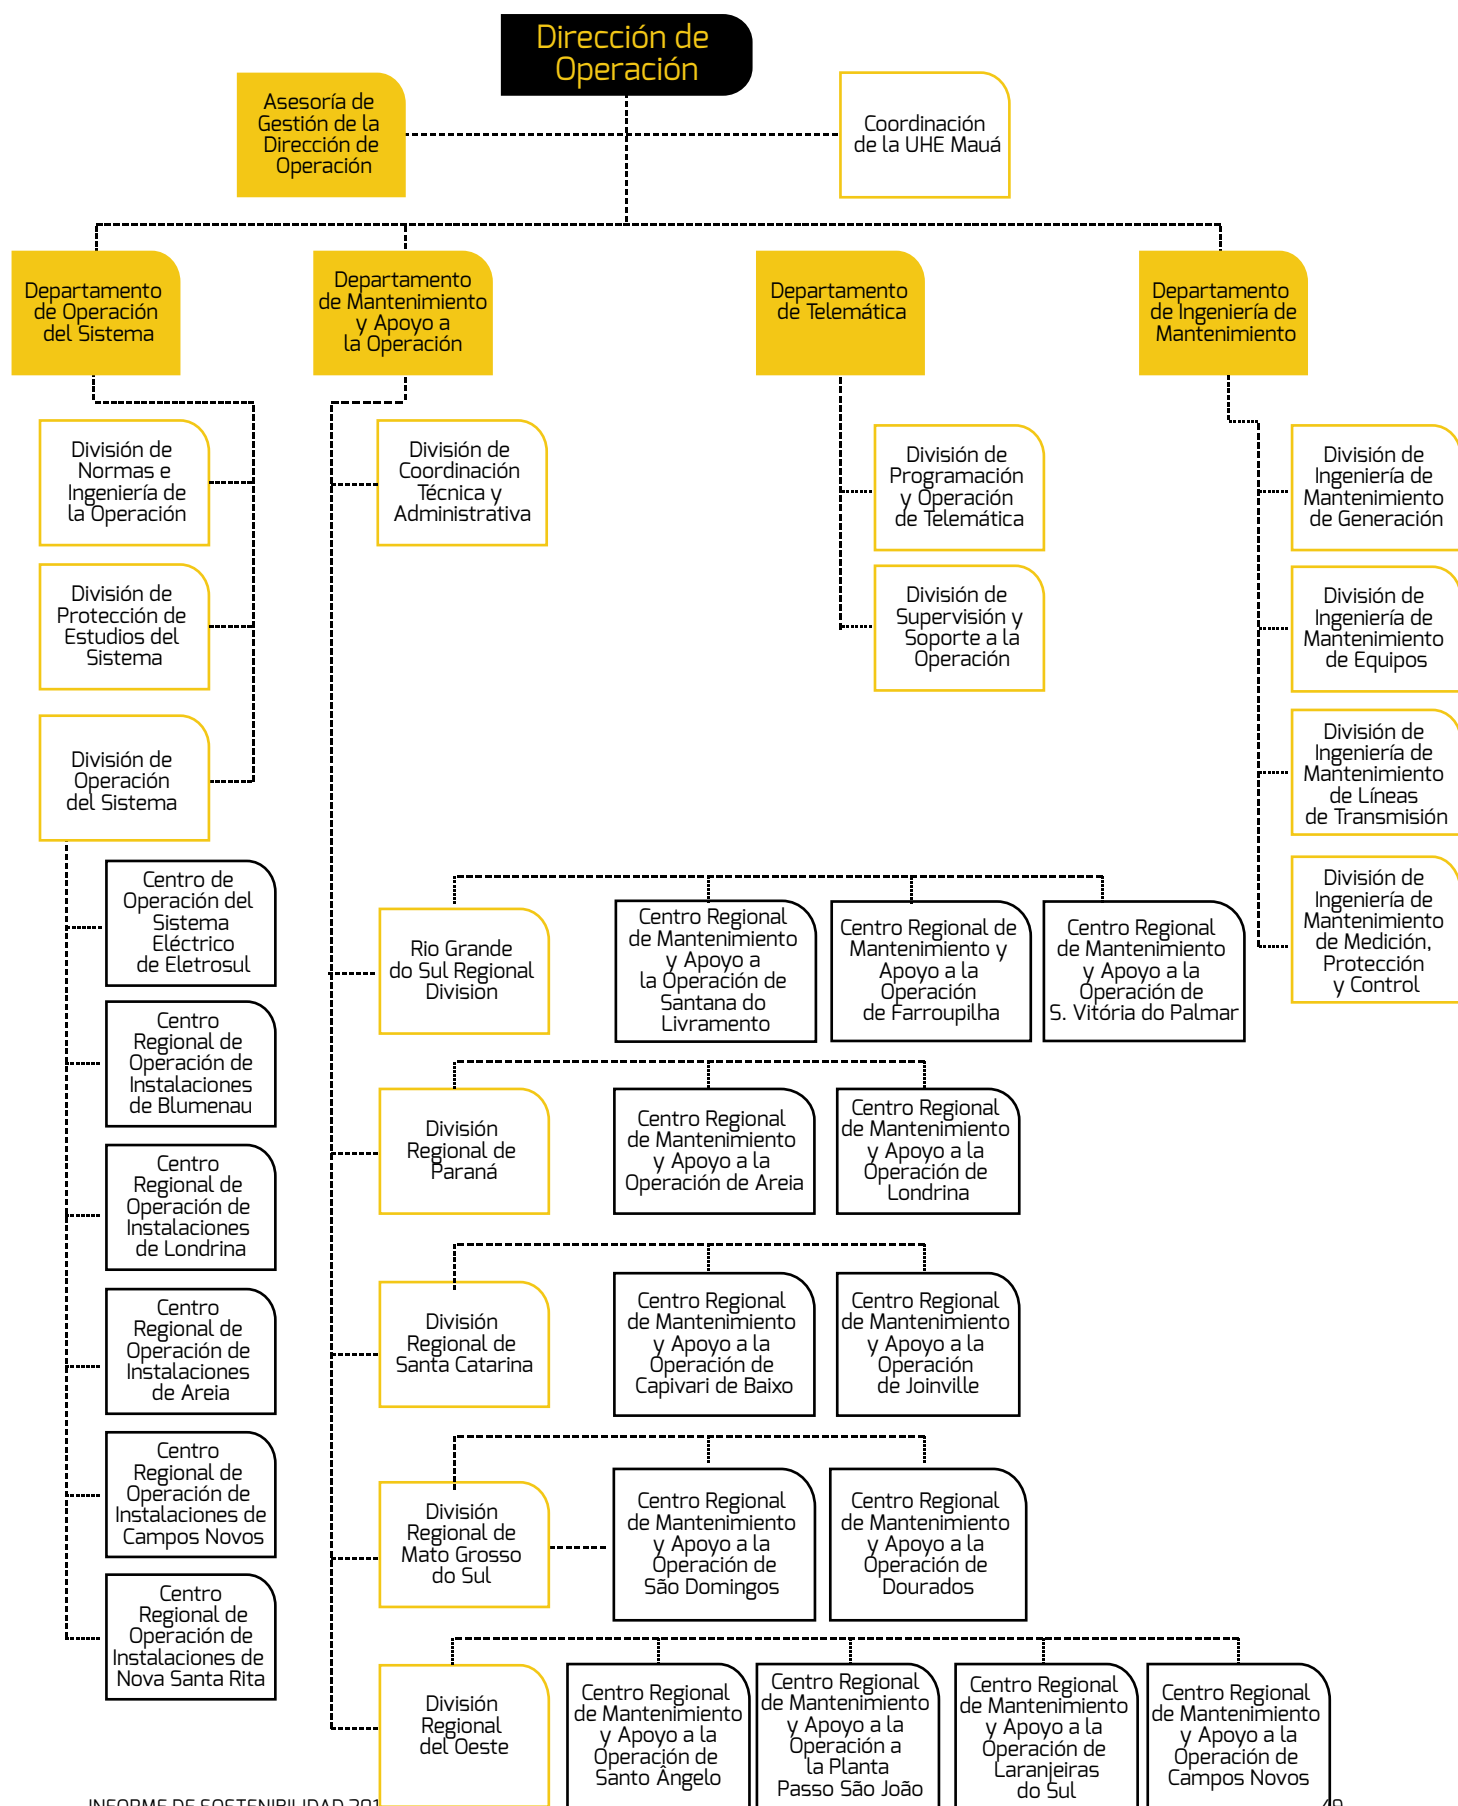 Dirección de
Operación
Asesoría de
Gestión de la
Dirección de
Operación
Coordinación
de la UHE Mauá
Departamento
de Operación
del Sistema
Departamento
de Mantenimiento
y Apoyo a
la Operación
Departamento
de Telemática
Departamento
de Ingeniería de
Mantenimiento
División de
Normas e
Ingeniería de
la Operación
División de
Protección de
Estudios del
Sistema
División de
Operación
del Sistema
Centro de
Operación del
Sistema
Eléctrico
de Eletrosul
Centro
Regional de
Operación de
Instalaciones
de Blumenau
Centro
Regional de
Operación de
Instalaciones
de Londrina
Centro
Regional de
Operación de
Instalaciones
de Areia
Centro
Regional de
Operación de
Instalaciones de
Campos Novos
Centro
Regional de
Operación de
Instalaciones de
Nova Santa Rita
División de
Coordinación
Técnica y
Administrativa
Rio Grande
do Sul Regional
Division
Centro Regional
de Mantenimiento
y Apoyo a
la Operación de
Santana do
Livramento
Centro Regional de
Mantenimiento y
Apoyo a la
Operación
de Farroupilha
Centro Regional
de Mantenimiento
y Apoyo a la
Operación de
S. Vitória do Palmar
División
Regional de
Paraná
Centro Regional
de Mantenimiento
y Apoyo a la
Operación de Areia
Centro Regional
de Mantenimiento
y Apoyo a la
Operación de
Londrina
División
Regional de
Santa Catarina
Centro Regional
de Mantenimiento
y Apoyo a la
Operación de
Capivari de Baixo
Centro Regional
de Mantenimiento
y Apoyo a la
Operación
de Joinville
División
Regional de
Mato Grosso
do Sul
Centro Regional
de Mantenimiento
y Apoyo a la
Operación de
São Domingos
Centro Regional
de Mantenimiento
y Apoyo a la
Operación de
Dourados
División
Regional
del Oeste
Centro Regional
de Mantenimiento
y Apoyo a la
Operación de
Santo Ângelo
Centro Regional
de Mantenimiento
y Apoyo a la
Operación a
la Planta
Passo São João
Centro Regional
de Mantenimiento
y Apoyo a la
Operación de
Laranjeiras
do Sul
Centro Regional
de Mantenimiento
y Apoyo a la
Operación de
Campos Novos
División de
Programación
y Operación
de Telemática
División de
Supervisión y
Soporte a la
Operación
División de
Ingeniería de
Mantenimiento
de Generación
División de
Ingeniería de
Mantenimiento
de Equipos
División de
Ingeniería de
Mantenimiento
de Líneas
de Transmisión
División de
Ingeniería de
Mantenimiento
de Medición,
Protección
y Control
INFORME DE SOSTENIBILIDAD